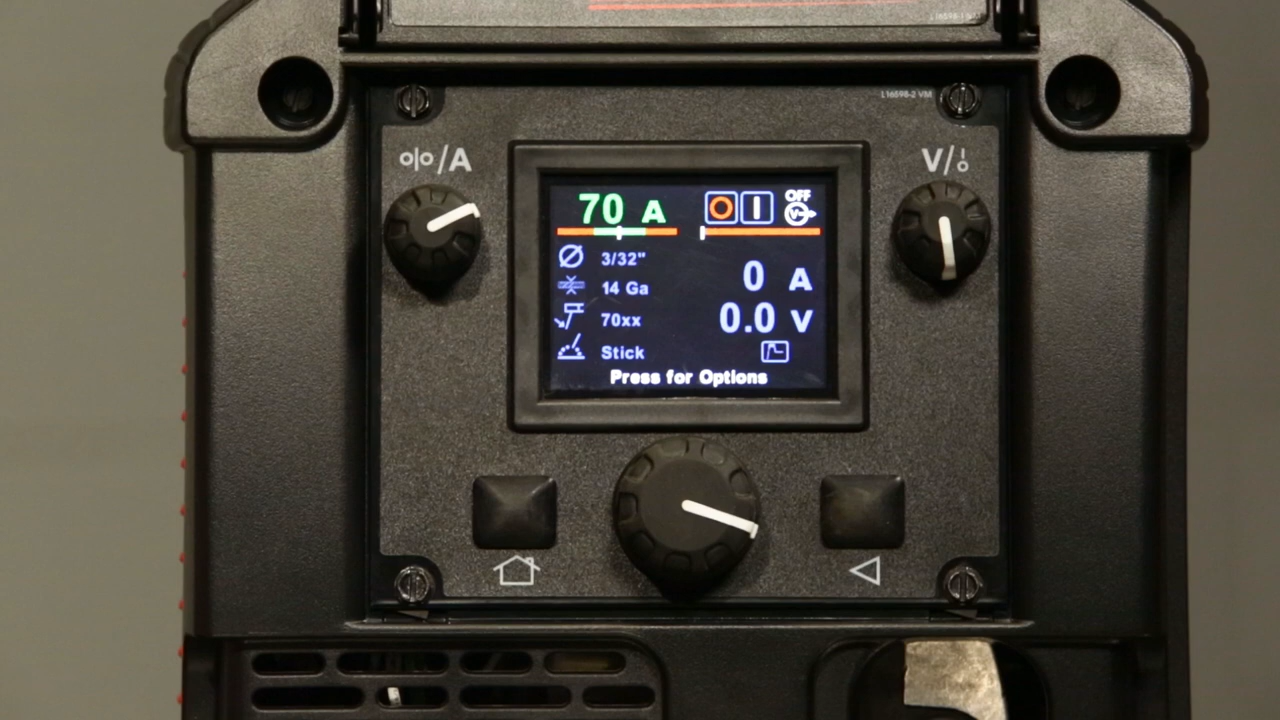 L16598-2 VM
/A
V/
70 A
OFF
V
3/32"
14 Ga
0 A
70xx
0.0 V
Stick
Press for Options